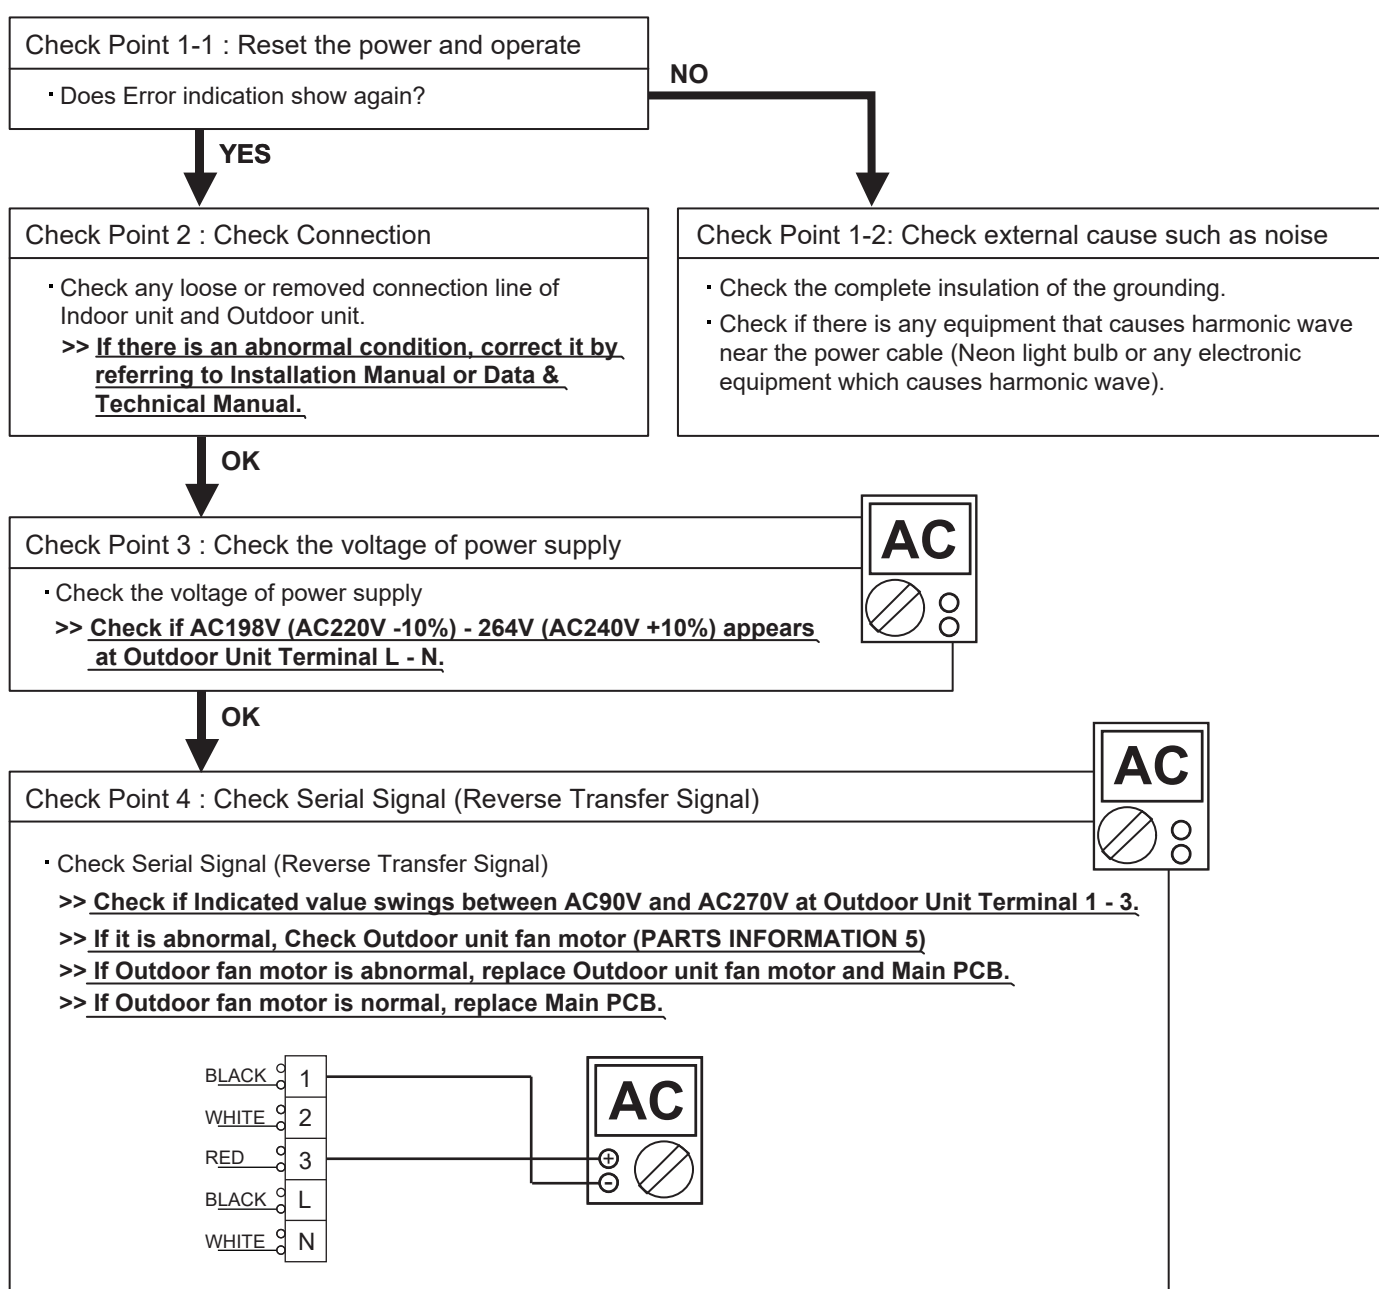 Check Point 1-1 : Reset the power and operate
▪ Does Error indication show again?
NO
YES
Check Point 2 : Check Connection
▪ Check any loose or removed connection line of
Indoor unit and Outdoor unit.
>> If there is an abnormal condition, correct it by
referring to Installation Manual or Data &
Technical Manual.
Check Point 1-2: Check external cause such as noise
▪ Check the complete insulation of the grounding.
▪ Check if there is any equipment that causes harmonic wave
near the power cable (Neon light bulb or any electronic
equipment which causes harmonic wave).
OK
Check Point 3 : Check the voltage of power supply
AC
▪ Check the voltage of power supply
>> Check if AC198V (AC220V -10%) - 264V (AC240V +10%) appears
at Outdoor Unit Terminal L - N.
OK
Check Point 4 : Check Serial Signal (Reverse Transfer Signal)
AC
▪ Check Serial Signal (Reverse Transfer Signal)
>> Check if Indicated value swings between AC90V and AC270V at Outdoor Unit Terminal 1 - 3.
>> If it is abnormal, Check Outdoor unit fan motor (PARTS INFORMATION 5)
>> If Outdoor fan motor is abnormal, replace Outdoor unit fan motor and Main PCB.
>> If Outdoor fan motor is normal, replace Main PCB.
BLACK 1
WHITE 2
RED 3
BLACK L
WHITE N
AC
+
-